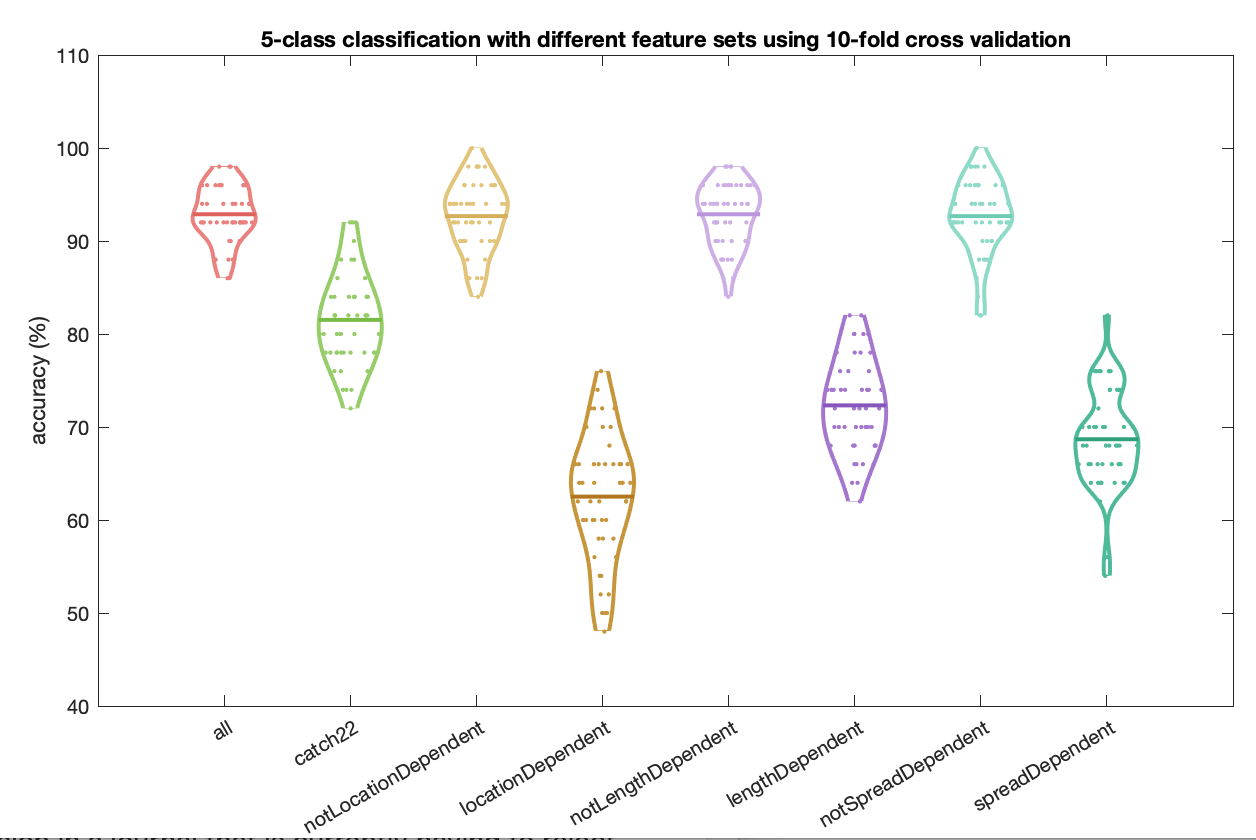 5-class classification with different feature sets using 10-fold cross validation
110
100
90
80
70
60
50
40
accuracy (%)
all
catch22
notLocationDependent
locationDependent
notLengthDependent
lengthDependent
notSpreadDependent
spreadDependent